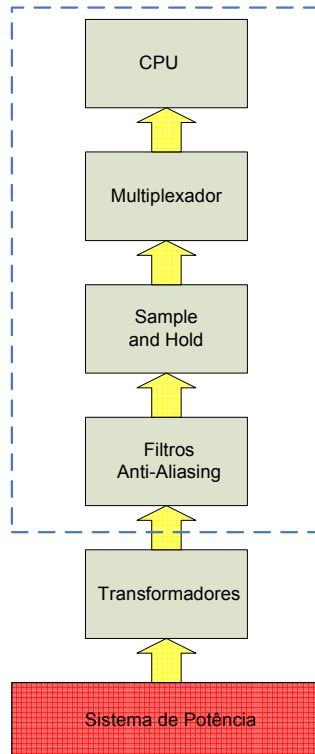 CPU
Multiplexador
Sample
and Hold
Filtros
Anti-Aliasing
Transformadores
Sistema de Potência